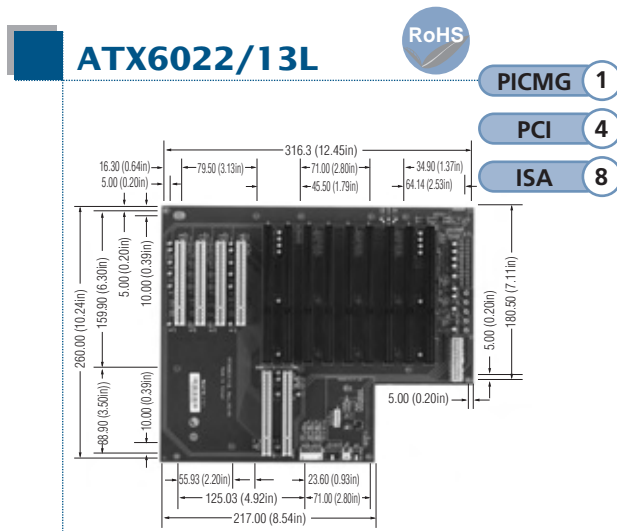 ATX6022/13L
RoHS
PICMG 1
PCI 4
ISA 8
316.3 (12.45in)
16.30 (0.64in)
79.50 (3.13in)
71.00 (2.80in)
34.90 (1.37in)
5.00 (0.20in)
45.50 (1.79in)
64.14 (2.53in)
260.00 (10.24in)
159.90 (6.30in)
5.00 (0.20in)
10.00 (0.39in)
68.90 (3.50in))
10.00 (0.39in)
5.00 (0.20in)
180.50 (7.11in)
5.00 (0.20in)
55.93 (2.20in)
23.60 (0.93in)
125.03 (4.92in)
71.00 (2.80in)
217.00 (8.54in)